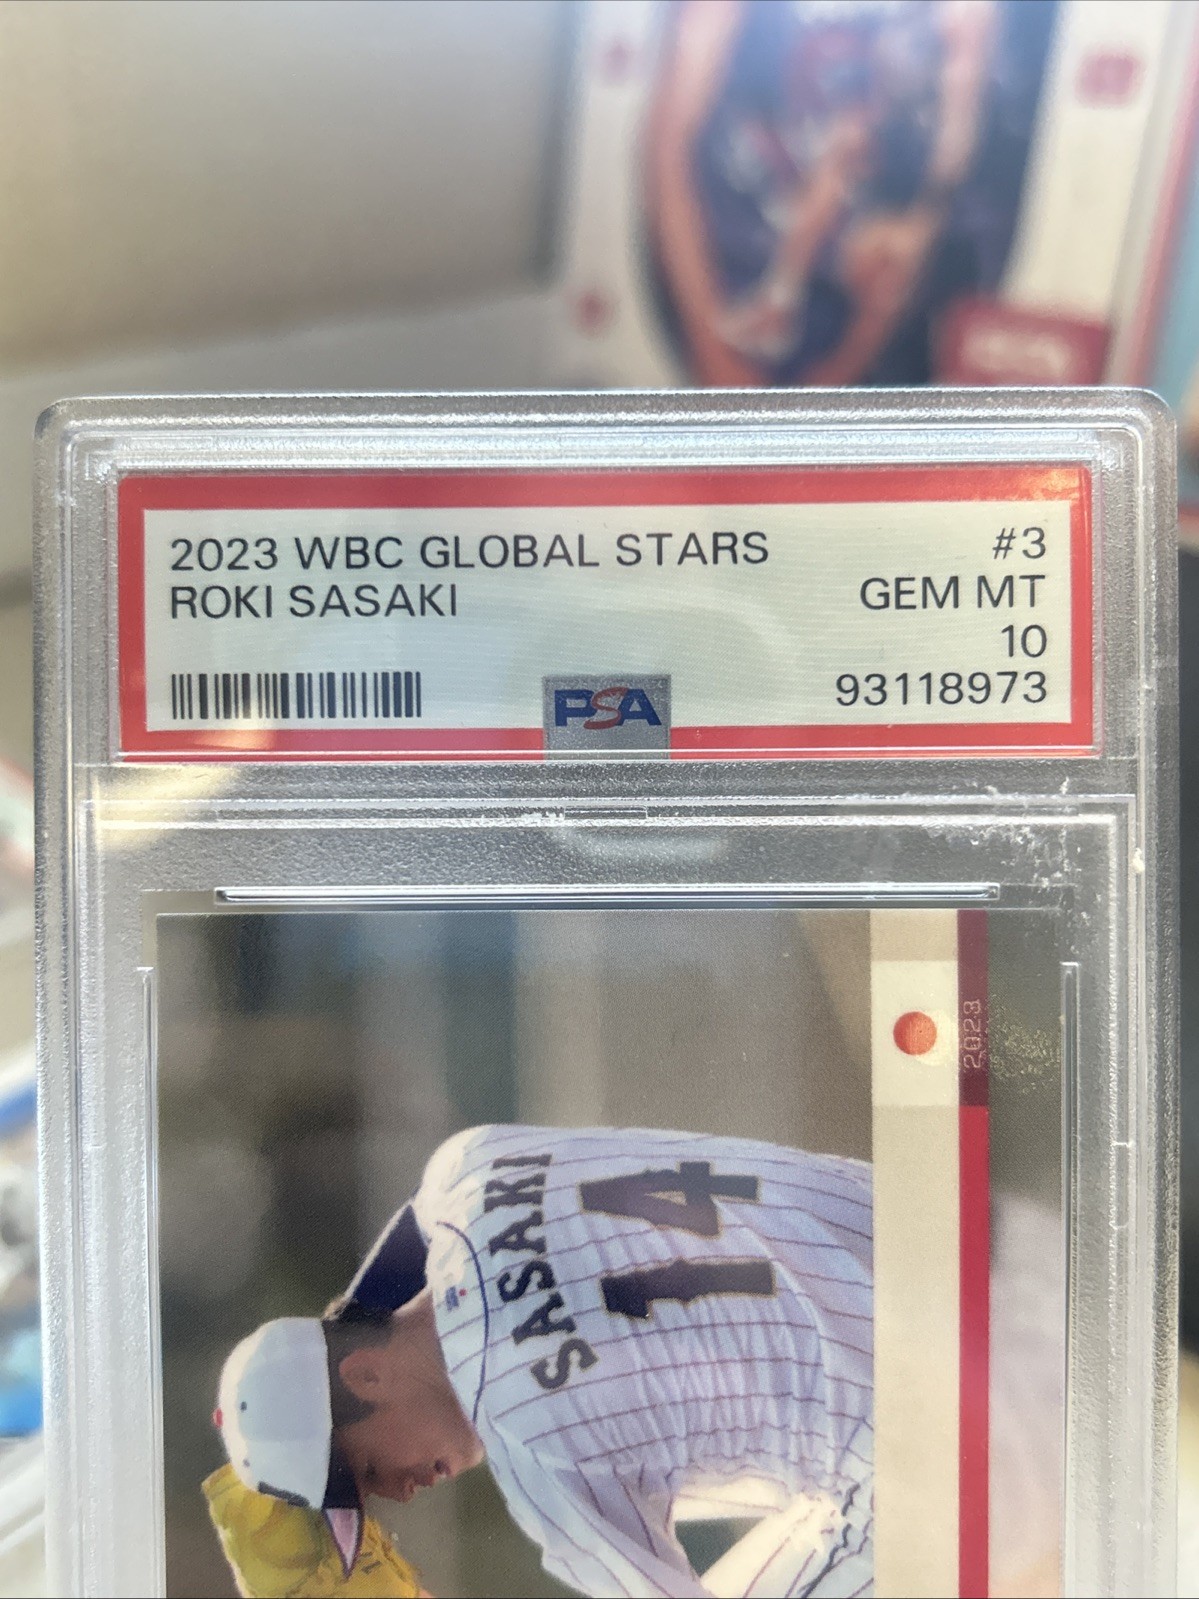 2023 WBC GLOBAL STARS #3
ROKI SASAKI GEM MT
10
PSA 93118973
2023
SASAKI
14